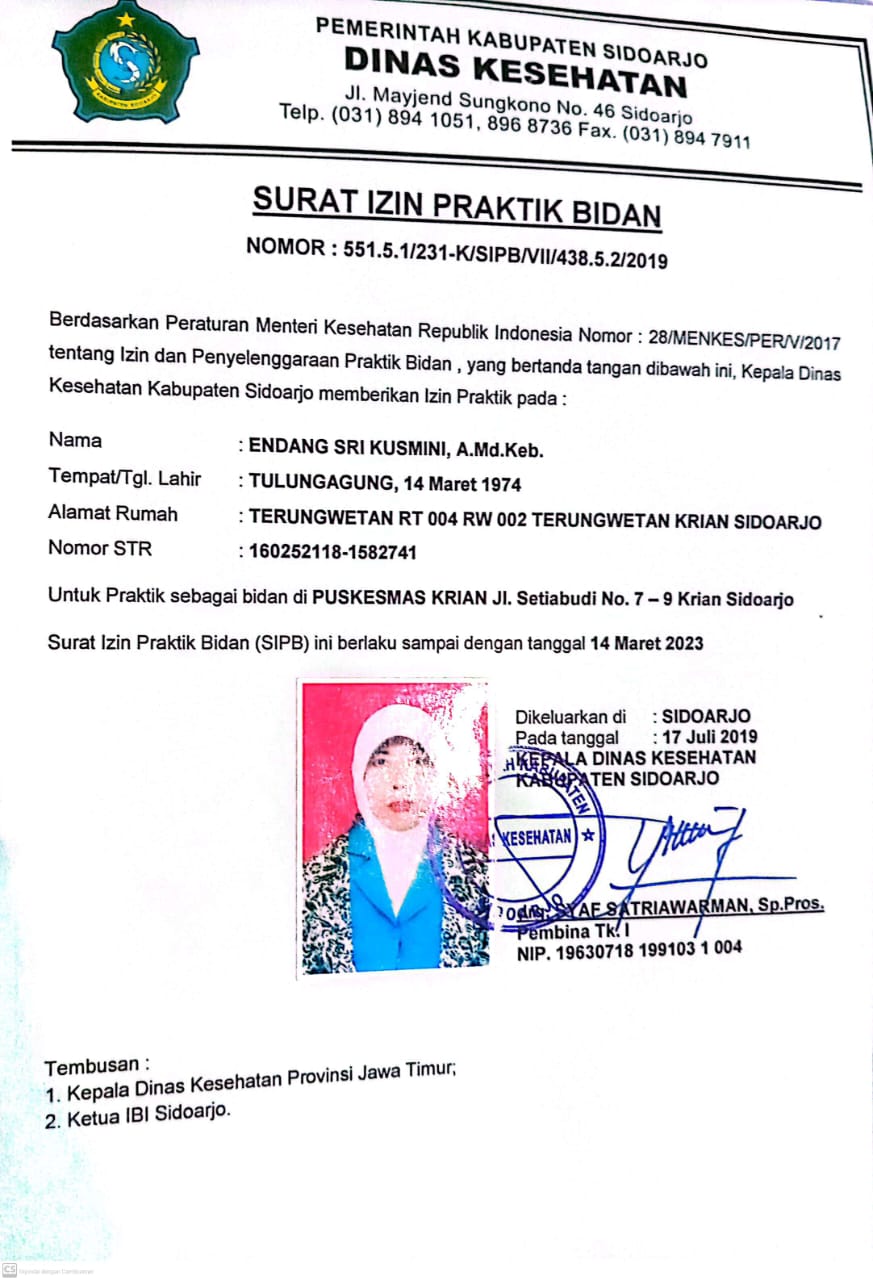 PEMERINTAH KABUPATEN SIDOARJO
DINAS KESEHATAN
Jl. Mayjend Sungkono No. 46 Sidoarjo
Telp. (031) 894 1051, 896 8736 Fax. (031) 894 7911
KABUPATEN SIDOARJO
SURAT IZIN PRAKTIK BIDAN
NOMOR : 551.5.1/231-K/SIPB/VII/438.5.2/2019
Berdasarkan Peraturan Menteri Kesehatan Republik Indonesia Nomor : 28/MENKES/PER/V/2017
tentang Izin dan Penyelenggaraan Praktik Bidan , yang bertanda tangan dibawah ini, Kepala Dinas
Kesehatan Kabupaten Sidoarjo memberikan Izin Praktik pada :
Nama : ENDANG SRI KUSMINI, A.Md.Keb.
Tempat/Tgl. Lahir : TULUNGAGUNG, 14 Maret 1974
Alamat Rumah : TERUNGWETAN RT 004 RW 002 TERUNGWETAN KRIAN SIDOARJO
Nomor STR : 160252118-1582741
Untuk Praktik sebagai bidan di PUSKESMAS KRIAN Jl. Setiabudi No. 7 – 9 Krian Sidoarjo
Surat Izin Praktik Bidan (SIPB) ini berlaku sampai dengan tanggal 14 Maret 2023
Dikeluarkan di : SIDOARJO
Pada tanggal : 17 Juli 2019
KEPALA DINAS KESEHATAN
KABUPATEN SIDOARJO
KESEHATAN
SYAF SATRIAWARMAN, Sp.Pros.
Pembina Tk. I
NIP. 19630718 199103 1 004
Tembusan :
1. Kepala Dinas Kesehatan Provinsi Jawa Timur;
2. Ketua IBI Sidoarjo.
CS